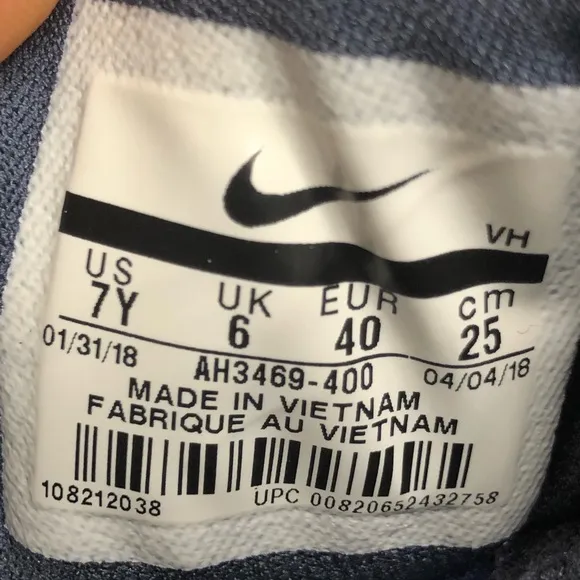 VH
US UK EUR cm
7Y 6 40 25
01/31/18 AH3469-400 04/04/18
MADE IN VIETNAM
FABRIQUE AU VIETNAM
108212038 UPC 00820652432758